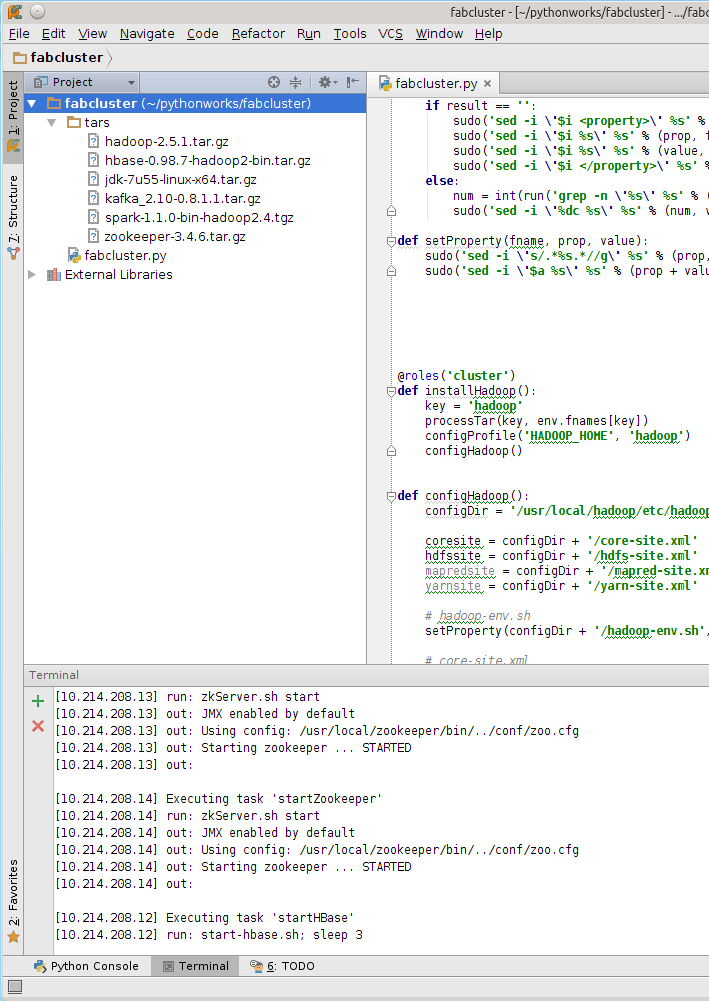 fabcluster - [~/pythonworks/fabcluster] - .../fabc
File Edit View Navigate Code Refactor Run Tools VCS Window Help
fabcluster
1: Project
7: Structure
2: Favorites
Project
fabcluster (~/pythonworks/fabcluster)
tars
hadoop-2.5.1.tar.gz
hbase-0.98.7-hadoop2-bin.tar.gz
jdk-7u55-linux-x64.tar.gz
kafka_2.10-0.8.1.1.tar.gz
spark-1.1.0-bin-hadoop2.4.tgz
zookeeper-3.4.6.tar.gz
fabcluster.py
External Libraries
fabcluster.py
if result == '':
sudo('sed -i \'$i <property>\' %s' %
sudo('sed -i \'$i %s\' %s' % (prop, f
sudo('sed -i \'$i %s\' %s' % (value,
sudo('sed -i \'$i </property>\' %s' %
else:
num = int(run('grep -n \'%s\' %s' % (
sudo('sed -i \'%dc %s\' %s' % (num, v
def setProperty(fname, prop, value):
sudo('sed -i \'s/.*%s.*//g\' %s' % (prop,
sudo('sed -i \'$a %s\' %s' % (prop + valu
@roles('cluster')
def installHadoop():
key = 'hadoop'
processTar(key, env.fnames[key])
configProfile('HADOOP_HOME', 'hadoop')
configHadoop()
def configHadoop():
configDir = '/usr/local/hadoop/etc/hadoop
coresite = configDir + '/core-site.xml'
hdfssite = configDir + '/hdfs-site.xml'
mapredsite = configDir + '/mapred-site.xm
yarnsite = configDir + '/yarn-site.xml'
# hadoop-env.sh
setProperty(configDir + '/hadoop-env.sh',
# core-site.xml
Terminal
[10.214.208.13] run: zkServer.sh start
[10.214.208.13] out: JMX enabled by default
[10.214.208.13] out: Using config: /usr/local/zookeeper/bin/../conf/zoo.cfg
[10.214.208.13] out: Starting zookeeper ... STARTED
[10.214.208.13] out:
[10.214.208.14] Executing task 'startZookeeper'
[10.214.208.14] run: zkServer.sh start
[10.214.208.14] out: JMX enabled by default
[10.214.208.14] out: Using config: /usr/local/zookeeper/bin/../conf/zoo.cfg
[10.214.208.14] out: Starting zookeeper ... STARTED
[10.214.208.14] out:
[10.214.208.12] Executing task 'startHBase'
[10.214.208.12] run: start-hbase.sh; sleep 3
Python Console Terminal 6: TODO